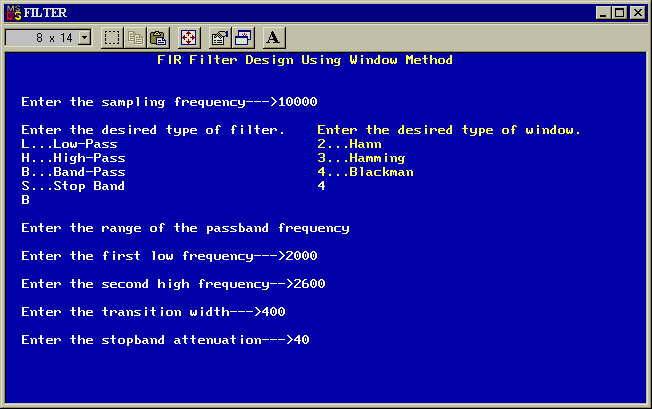 FILTER
8 x 14
A
FIR Filter Design Using Window Method
Enter the sampling frequency--->10000
Enter the desired type of filter. Enter the desired type of window.
L...Low-Pass 2...Hann
H...High-Pass 3...Hamming
B...Band-Pass 4...Blackman
S...Stop Band 4
B
Enter the range of the passband frequency
Enter the first low frequency--->2000
Enter the second high frequency-->2600
Enter the transition width--->400
Enter the stopband attenuation--->40